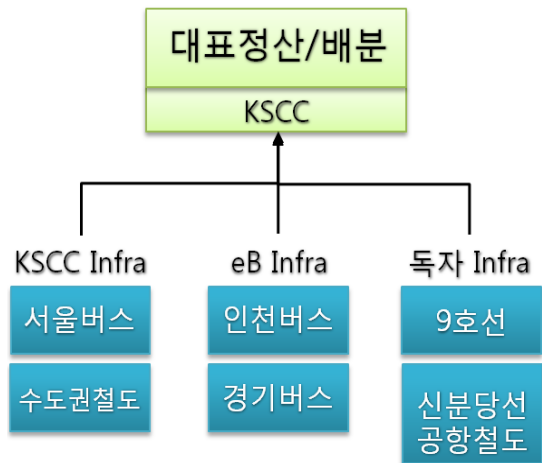 대표정산/배분
KSCC
KSCC Infra
eB Infra
독자 Infra
서울버스
인천버스
9호선
수도권철도
경기버스
신분당선
공항철도